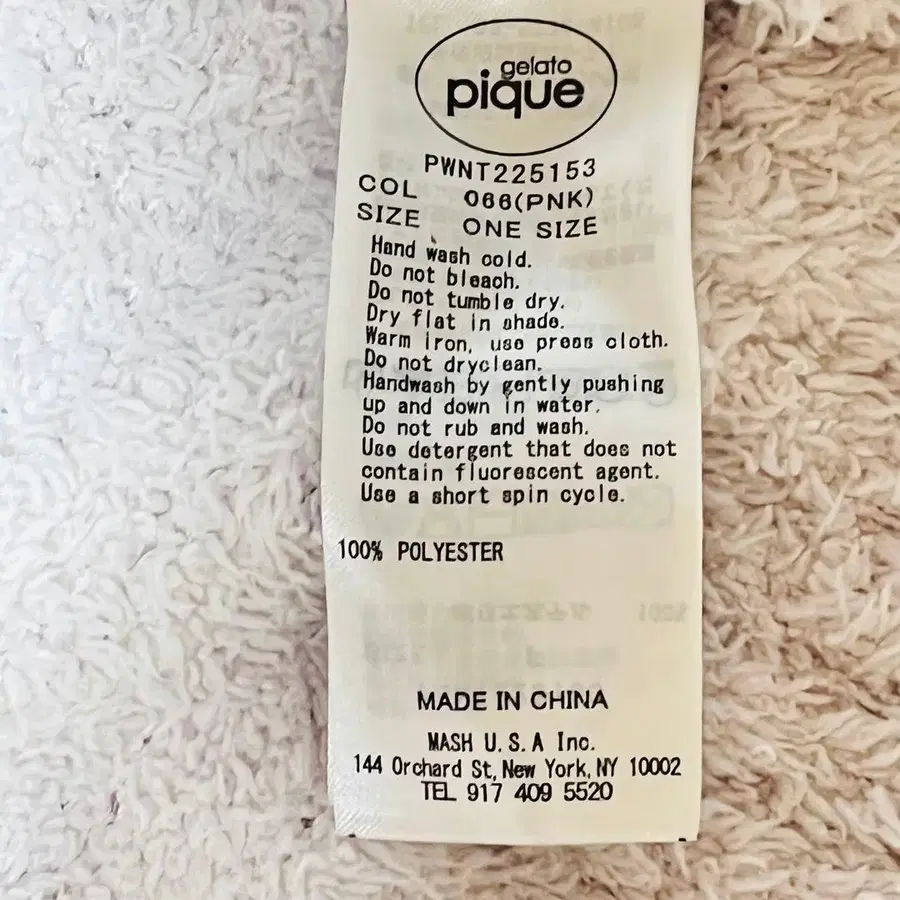 gelato
pique
PWNT225153
COL 066(PNK)
SIZE ONE SIZE
Hand wash cold.
Do not bleach.
Do not tumble dry.
Dry flat in shade.
Warm iron, use press cloth.
Do not dryclean.
Handwash by gently pushing
up and down in water.
Do not rub and wash.
Use detergent that does not
contain fluorescent agent.
Use a short spin cycle.
100% POLYESTER
MADE IN CHINA
MASH U.S.A Inc.
144 Orchard St, New York, NY 10002
TEL 917 409 5520